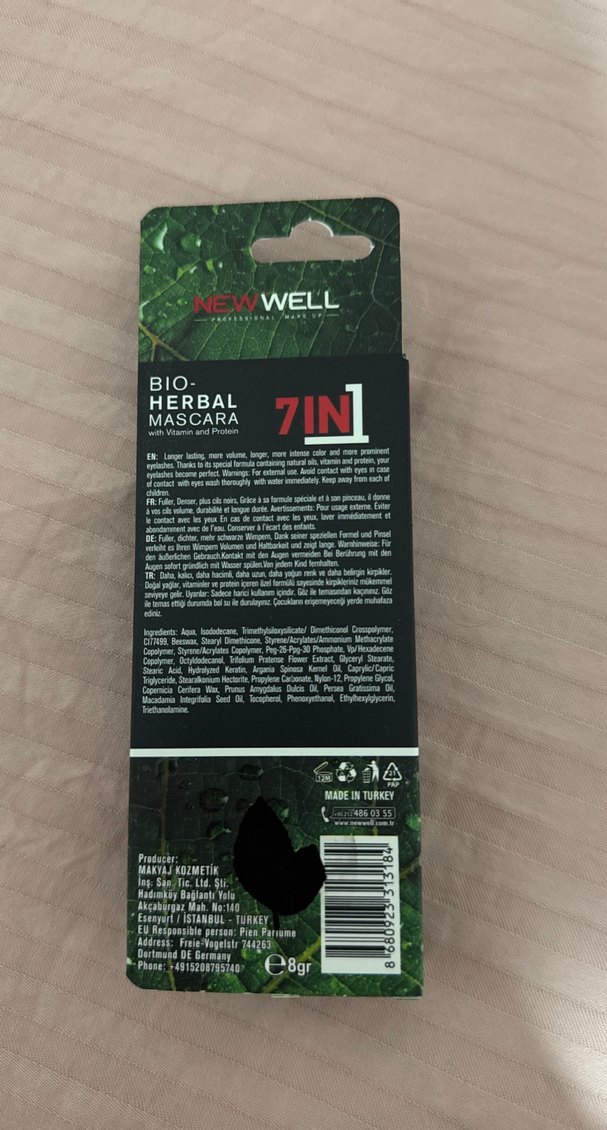 NEWWELL
PROFESSIONAL MAKE UP
BIO-
HERBAL
MASCARA
with Vitamin and Protein
7IN1
EN: Longer lasting, more volume, longer, more intense color and more prominent
eyelashes. Thanks to its special formula containing natural oils, vitamin and protein, your
eyelashes become perfect. Warnings: For external use. Avoid contact with eyes in case
of contact with eyes wash thoroughly with water immediately. Keep away from each of
children.
FR: Fuller, Denser, plus cils noirs, Grâce à sa formule spéciale et à son pinceau, il donne
à vos cils volume, durabilité et longue durée. Avertissements: Pour usage externe. Éviter
le contact avec les yeux En cas de contact avec les yeux, laver immédiatement et
abondamment avec de l'eau. Conserver à l'écart des enfants.
DE: Fuller, dichter, mehr schwarze Wimpern, Dank seiner speziellen Formel und Pinsel
verleiht es Ihren Wimpern Volumen und Haltbarkeit und zeigt lange. Warnhinweise: Für
den äußerlichen Gebrauch.Kontakt mit den Augen vermeiden Bei Berührung mit den
Augen sofort gründlich mit Wasser spülen.Von jedem Kind fernhalten.
TR: Daha, kalıcı, daha hacimli, daha uzun, daha yoğun renk ve daha belirgin kirpikler.
Doğal yağlar, vitaminler ve protein içeren özel formülü sayesinde kirpikleriniz mükemmel
seviyeye gelir. Uyarılar: Sadece harici kullanım içindir. Göz ile temasından kaçınınız. Göz
ile temas ettiği durumda bol su ile durulayınız. Çocukların erişemeyeceği yerde muhafaza
ediniz.
Ingredients: Aqua, Isododecane, Trimethylsiloxysilicate/ Dimethiconol Crosspolymer,
CI77499, Beeswax, Stearyl Dimethicone, Styrene/Acrylates/Ammonium Methacrylate
Copolymer, Styrene/Acrylates Copolymer, Peg-26-Ppg-30 Phosphate, Vp/Hexadecene
Copolymer, Octyldodecanol, Trifolium Pratense Flower Extract, Glyceryl Stearate,
Stearic Acid, Hydrolyzed Keratin, Argania Spinosa Kernel Oil, Caprylic/Capric
Triglyceride, Stearalkonium Hectorite, Propylene Carbonate, Nylon-12, Propylene Glycol,
Copernicia Cerifera Wax, Prunus Amygdalus Dulcis Oil, Persea Gratissima Oil,
Macadamia Integrifolia Seed Oil, Tocopherol, Phenoxyethanol, Ethylhexylglycerin,
Triethanolamine.
12M
21
PAP
MADE IN TURKEY
+90 212 486 03 55
www.newwell.com.tr
Producer:
MAKYAJ KOZMETİK
İnş. San. Tic. Ltd. Şti.
Hadımköy Bağlantı Yolu
Akçaburgaz Mah. No:140
Esenyurt / İSTANBUL - TURKEY
EU Responsible person: Pien Parfume
Address: Freie-Vogelstr 744263
Dortmund DE Germany
Phone: +4915208795740
e8gr
8 680923 313184